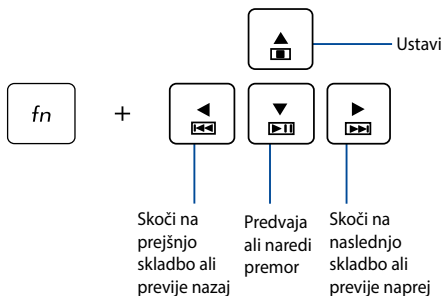 Ustavi
fn +
Skoči na
prejšnjo
skladbo ali
previje nazaj
Predvaja
ali naredi
premor
Skoči na
naslednjo
skladbo ali
previje naprej